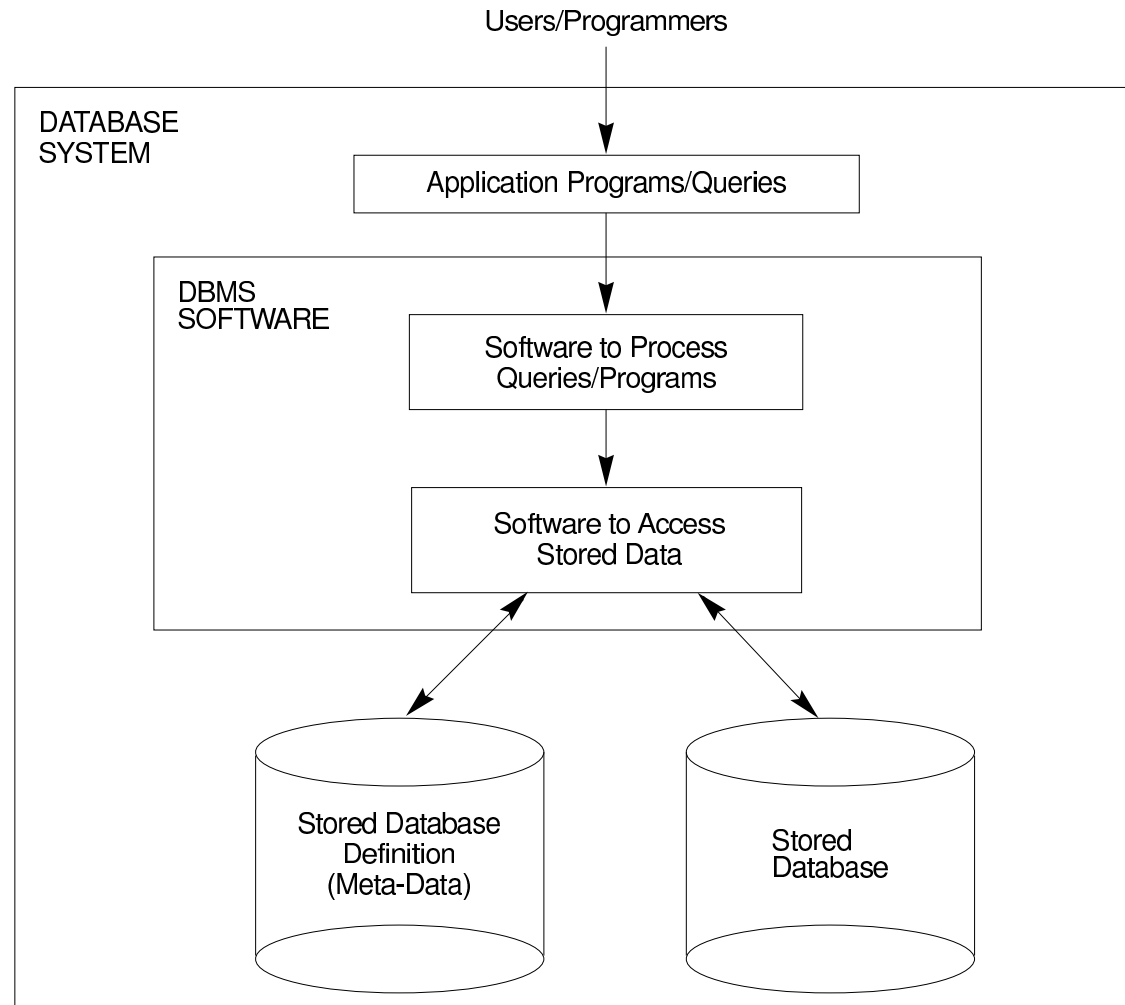 Users/Programmers
DATABASE
SYSTEM
Application Programs/Queries
DBMS
SOFTWARE
Software to Process
Queries/Programs
Software to Access
Stored Data
Stored Database
Definition
(Meta-Data)
Stored
Database